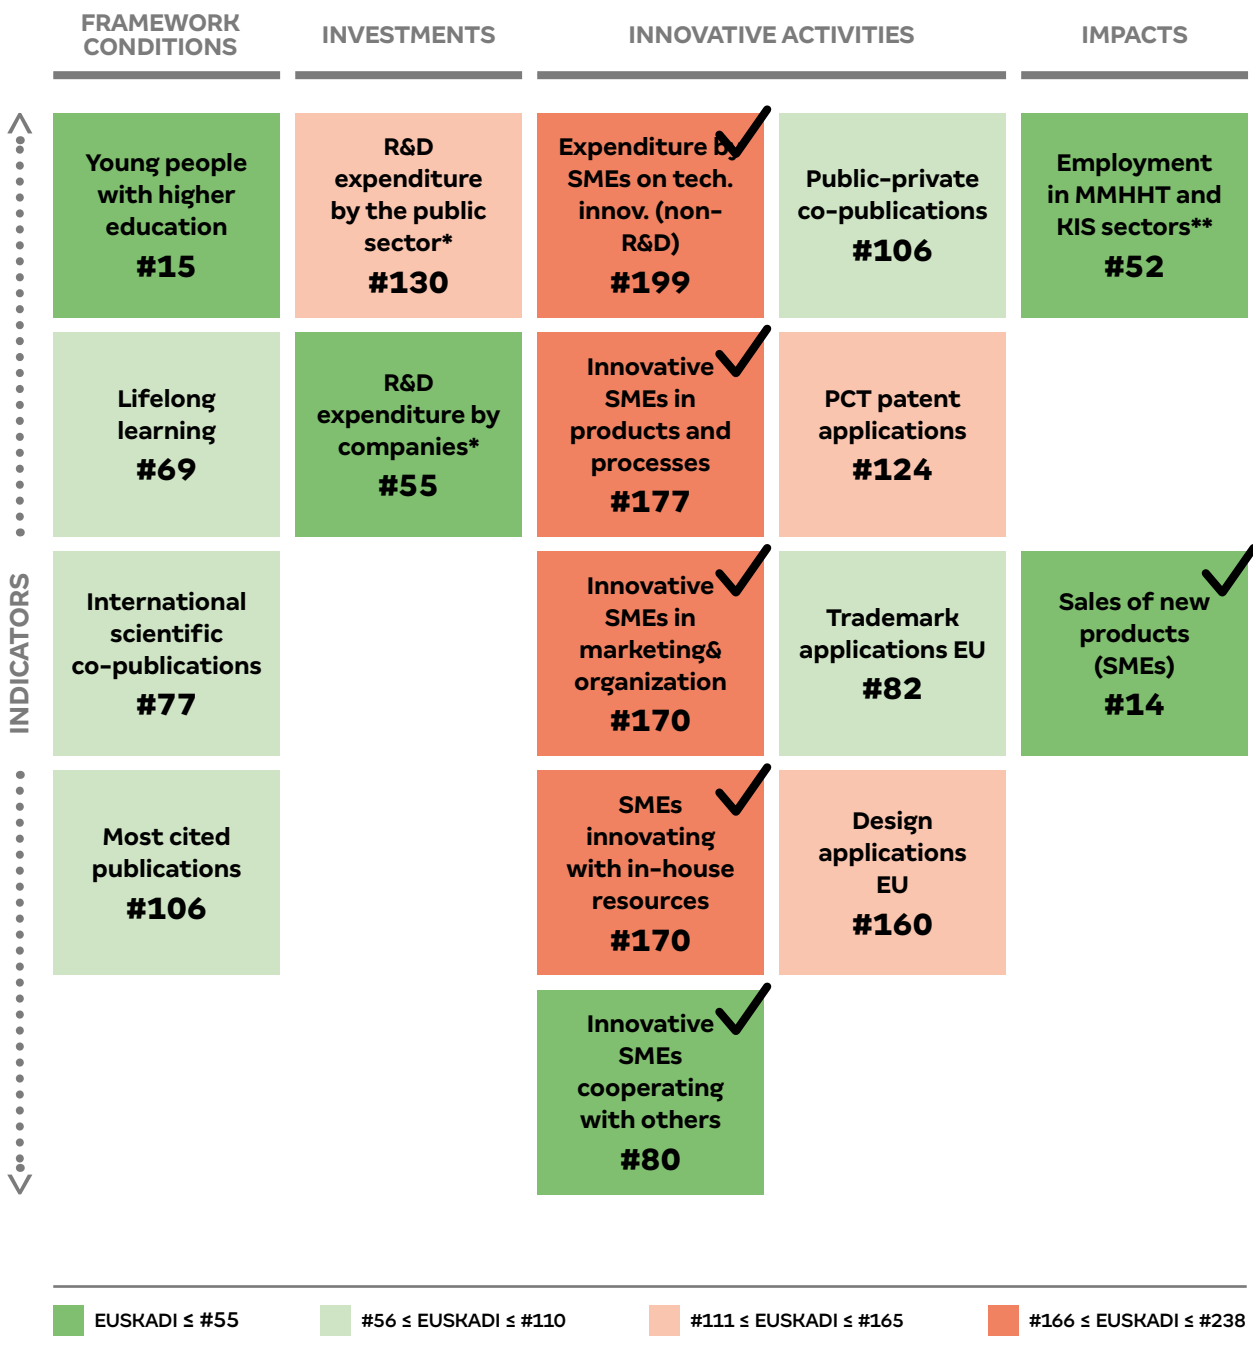 FRAMEWORK
CONDITIONS
INVESTMENTS
INNOVATIVE ACTIVITIES
IMPACTS
INDICATORS
Young people
with higher
education
#15
R&D
expenditure
by the public
sector*
#130
Expenditure by
SMEs on tech.
innov. (non-
R&D)
#199
Public-private
co-publications
#106
Employment
in MMHHT and
KIS sectors**
#52
Lifelong
learning
#69
R&D
expenditure by
companies*
#55
Innovative
SMEs in
products and
processes
#177
PCT patent
applications
#124
International
scientific
co-publications
#77
Innovative
SMEs in
marketing&
organization
#170
Trademark
applications EU
#82
Sales of new
products
(SMEs)
#14
Most cited
publications
#106
SMEs
innovating
with in-house
resources
#170
Design
applications
EU
#160
Innovative
SMEs
cooperating
with others
#80
EUSKADI ≤ #55
#56 ≤ EUSKADI ≤ #110
#111 ≤ EUSKADI ≤ #165
#166 ≤ EUSKADI ≤ #238